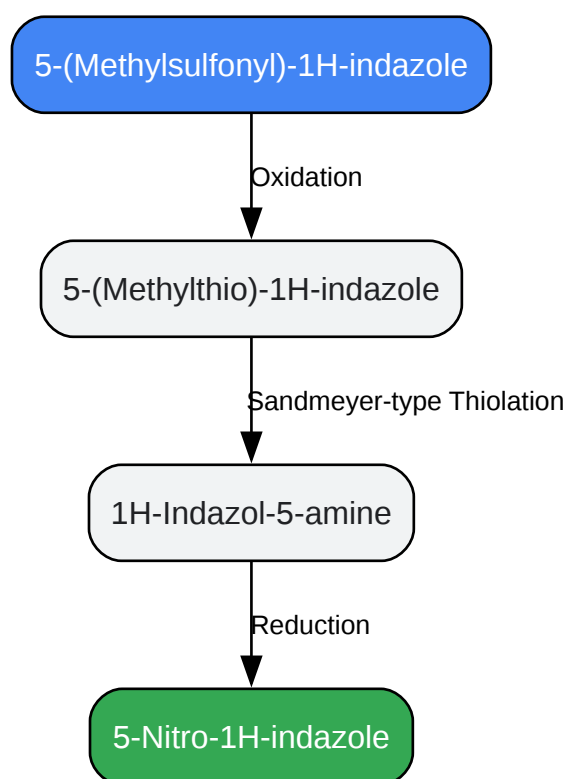 5-(Methylsulfonyl)-1H-indazole
Oxidation
5-(Methylthio)-1H-indazole
Sandmeyer-type Thiolation
1H-Indazol-5-amine
Reduction
5-Nitro-1H-indazole